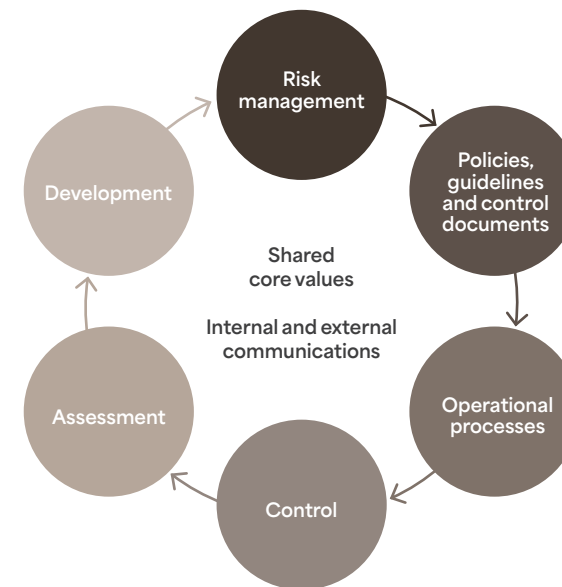 Risk
management
Policies,
guidelines
and control
documents
Operational
processes
Control
Assessment
Development
Shared
core values
Internal and external
communications